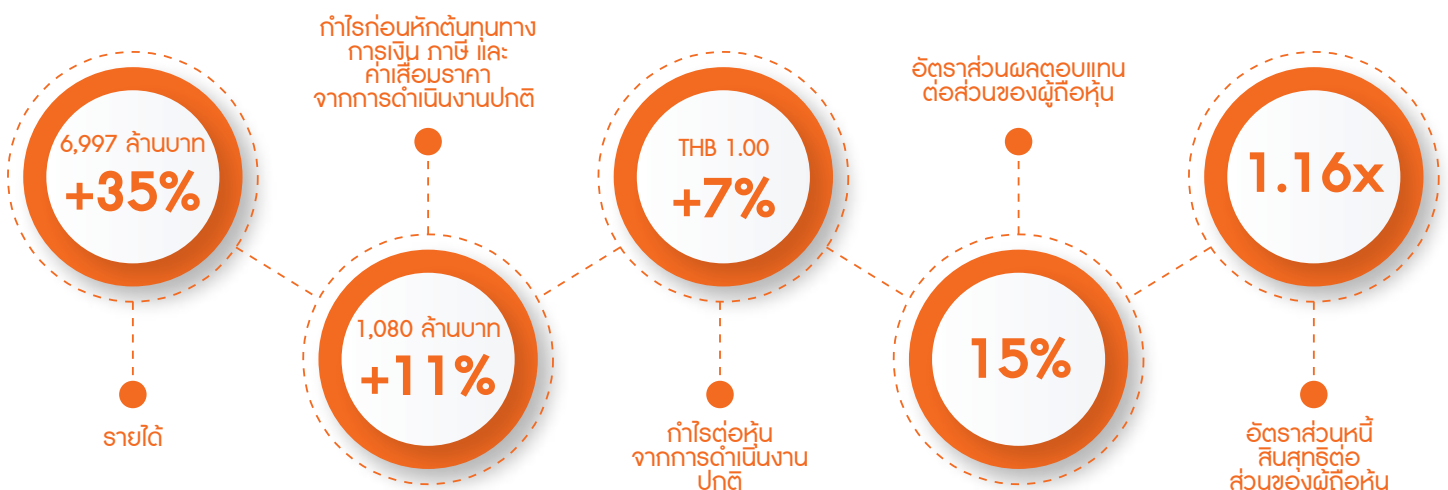 6,997 ล้านบาท
+35%
รายได้
กำไรก่อนหักต้นทุนทาง
การเงิน ภาษี และ
ค่าเสื่อมราคา
จากการดำเนินงานปกติ
1,080 ล้านบาท
+11%
THB 1.00
+7%
กำไรต่อหุ้น
จากการดำเนินงาน
ปกติ
อัตราส่วนผลตอบแทน
ต่อส่วนของผู้ถือหุ้น
15%
1.16x
อัตราส่วนหนี้
สินสุทธิต่อ
ส่วนของผู้ถือหุ้น